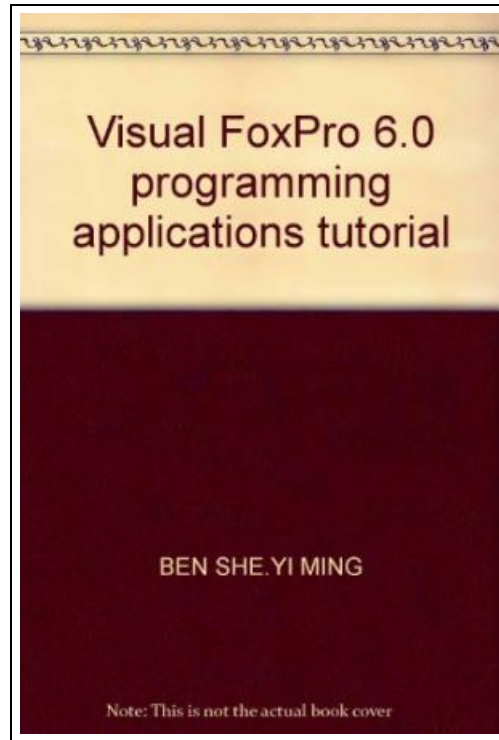 Visual FoxPro 6.0
programming
applications tutorial
BEN SHE.YI MING
Note: This is not the actual book cover